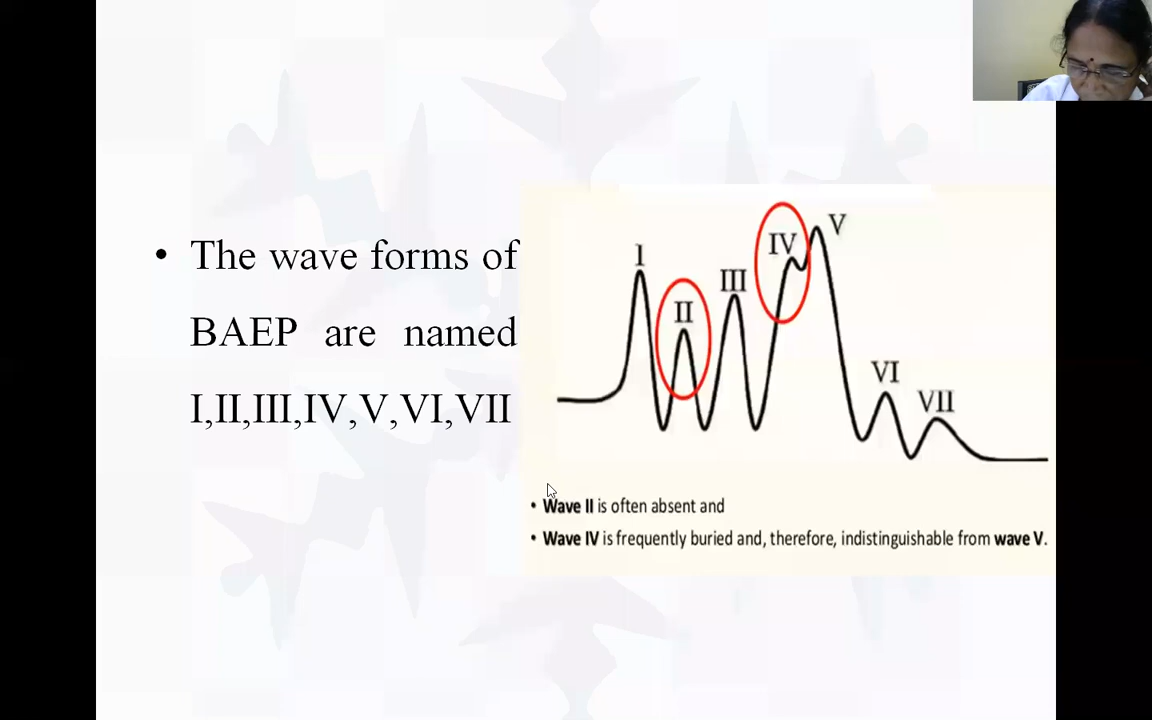 • The wave forms of
BAEP are named
I,II,III,IV,V,VI,VII
I
II
III
IV
V
VI
VII
• Wave II is often absent and
• Wave IV is frequently buried and, therefore, indistinguishable from wave V.